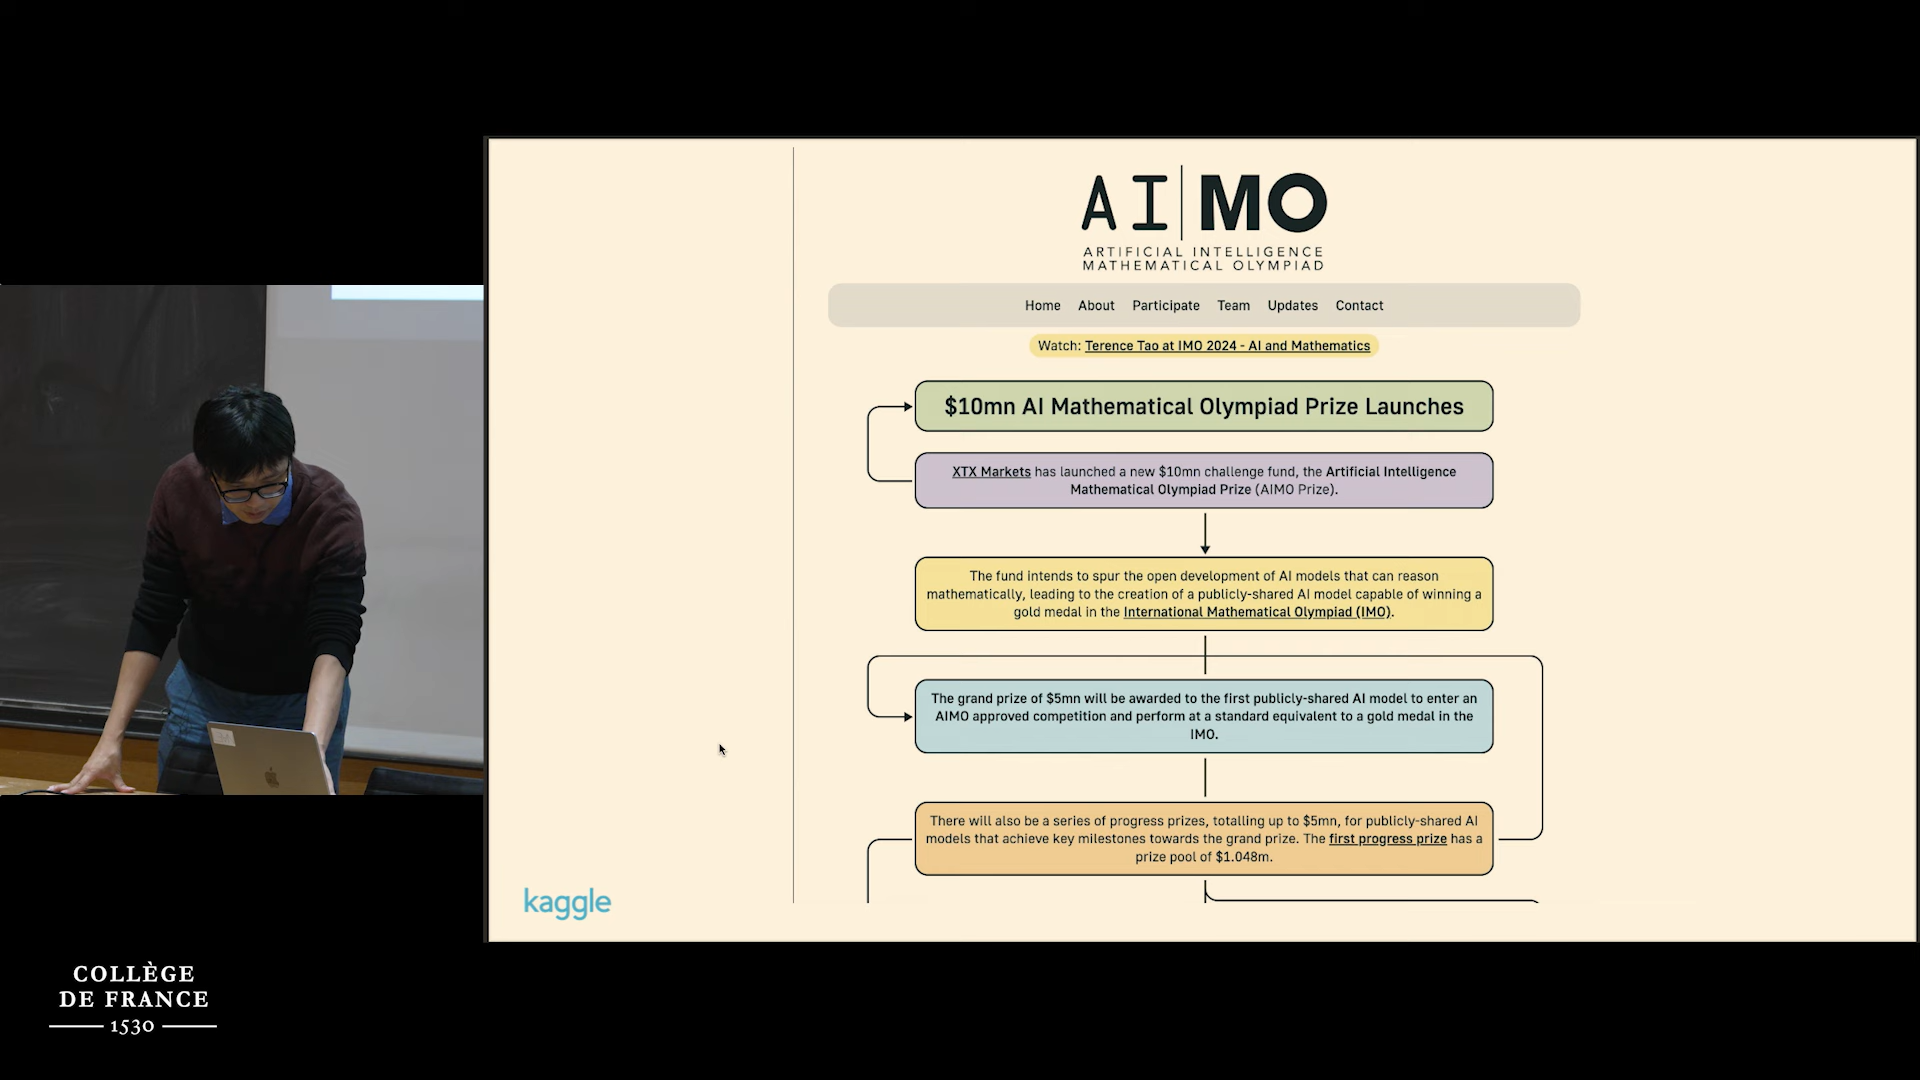 AI|MO
ARTIFICIAL INTELLIGENCE
MATHEMATICAL OLYMPIAD
Home About Participate Team Updates Contact
Watch: Terence Tao at IMO 2024 - AI and Mathematics
$10mn AI Mathematical Olympiad Prize Launches
XTX Markets has launched a new $10mn challenge fund, the Artificial Intelligence
Mathematical Olympiad Prize (AIMO Prize).
The fund intends to spur the open development of AI models that can reason
mathematically, leading to the creation of a publicly-shared AI model capable of winning a
gold medal in the International Mathematical Olympiad (IMO).
The grand prize of $5mn will be awarded to the first publicly-shared AI model to enter an
AIMO approved competition and perform at a standard equivalent to a gold medal in the
IMO.
There will also be a series of progress prizes, totalling up to $5mn, for publicly-shared AI
models that achieve key milestones towards the grand prize. The first progress prize has a
prize pool of $1.048m.
kaggle
COLLÈGE
DE FRANCE
1530